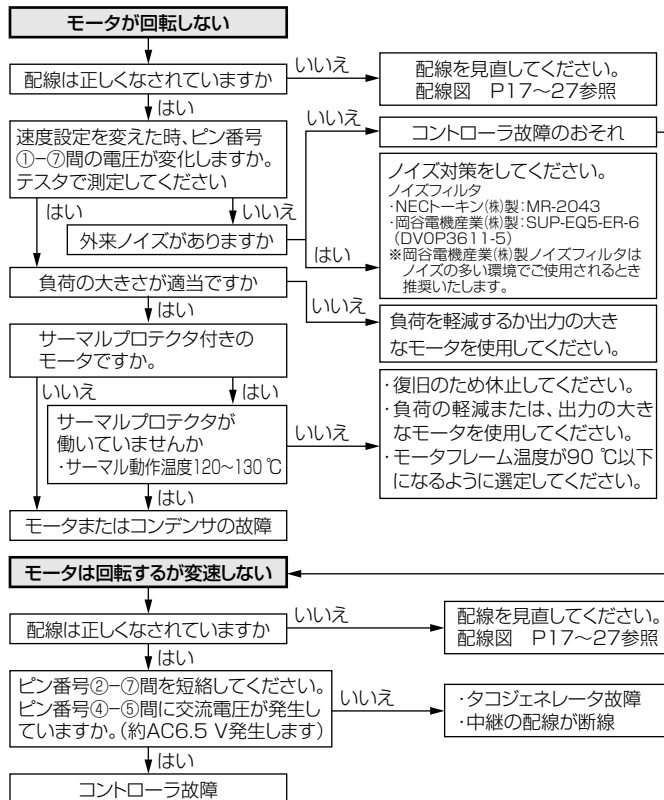 モータが回転しない
配線は正しくなされていますか
いいえ
配線を見直してください。
配線図 P17～27参照
はい
速度設定を変えた時、ピン番号
①−⑦間の電圧が変化しますか。
テスタで測定してください
いいえ
コントローラ故障のおそれ
はい
いいえ
外来ノイズがありますか
はい
ノイズ対策をしてください。
ノイズフィルタ
・NECトーキン㈱製：MR-2043
・岡谷電機産業㈱製：SUP-EQ5-ER-6
（DV0P3611-5）
※岡谷電機産業㈱製ノイズフィルタは
ノイズの多い環境でご使用されるとき
推奨いたします。
負荷の大きさが適当ですか
はい
いいえ
負荷を軽減するか出力の大き
なモータを使用してください。
サーマルプロテクタ付きの
モータですか。
いいえ
はい
サーマルプロテクタが
働いていませんか
・サーマル動作温度120～130 ℃
いいえ
・復旧のため休止してください。
・負荷の軽減または、出力の大き
なモータを使用してください。
・モータフレーム温度が90 ℃以下
になるように選定してください。
はい
モータまたはコンデンサの故障
モータは回転するが変速しない
配線は正しくなされていますか
いいえ
配線を見直してください。
配線図 P17～27参照
はい
ピン番号②−⑦間を短絡してください。
ピン番号④−⑤間に交流電圧が発生し
ていますか。（約AC6.5 V発生します）
いいえ
・タコジェネレータ故障
・中継の配線が断線
はい
コントローラ故障